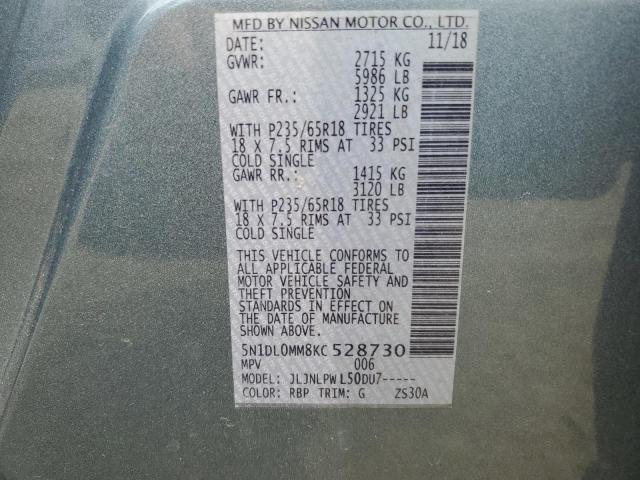 MFD BY NISSAN MOTOR CO., LTD.
DATE: 11/18
GVWR: 2715 KG
5986 LB
GAWR FR.: 1325 KG
2921 LB
WITH P235/65R18 TIRES
18 X 7.5 RIMS AT 33 PSI
COLD SINGLE
GAWR RR.: 1415 KG
3120 LB
WITH P235/65R18 TIRES
18 X 7.5 RIMS AT 33 PSI
COLD SINGLE
THIS VEHICLE CONFORMS TO
ALL APPLICABLE FEDERAL
MOTOR VEHICLE SAFETY AND
THEFT PREVENTION
STANDARDS IN EFFECT ON
THE DATE OF MANUFACTURE
SHOWN ABOVE.
5N1DL0MM8KC 528730
MPV 006
MODEL: JLJNLPW L50DU7-----
COLOR: RBP TRIM: G ZS30A